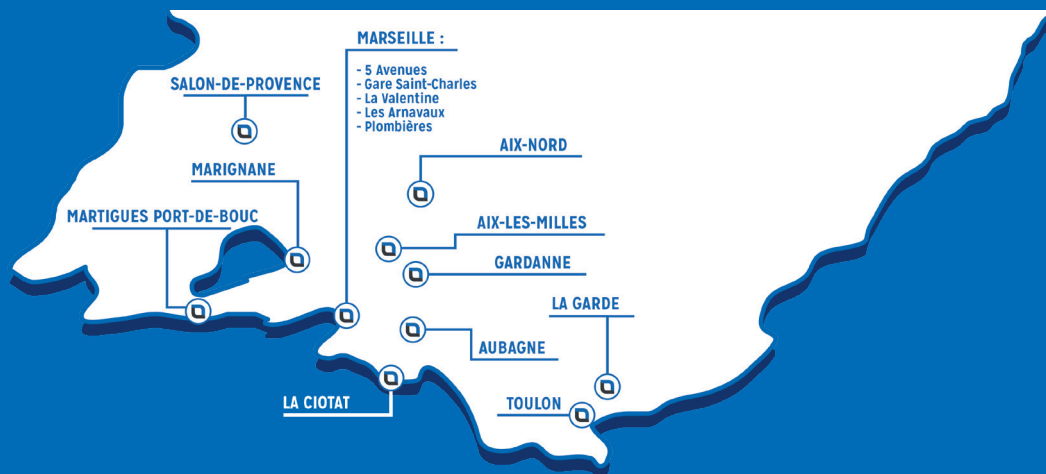 MARSEILLE :
- 5 Avenues
- Gare Saint-Charles
- La Valentine
- Les Arnavaux
- Plombières
SALON-DE-PROVENCE
AIX-NORD
MARIGNANE
MARTIGUES PORT-DE-BOUC
AIX-LES-MILLES
GARDANNE
LA GARDE
AUBAGNE
LA CIOTAT
TOULON